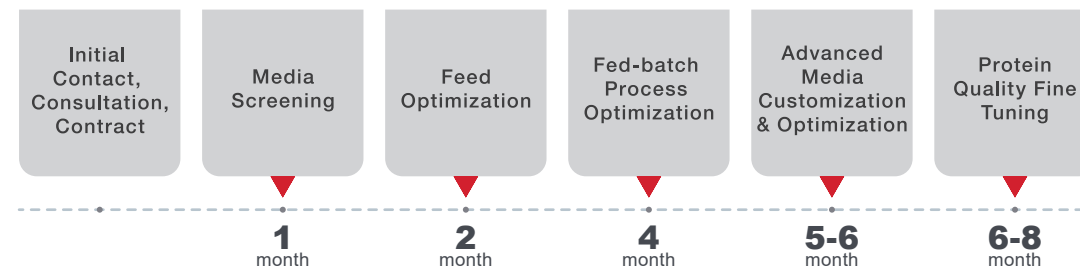 Initial
Contact,
Consultation,
Contract
Media
Screening
Feed
Optimization
Fed-batch
Process
Optimization
Advanced
Media
Customization
& Optimization
Protein
Quality Fine
Tuning
1
month
2
month
4
month
5-6
month
6-8
month